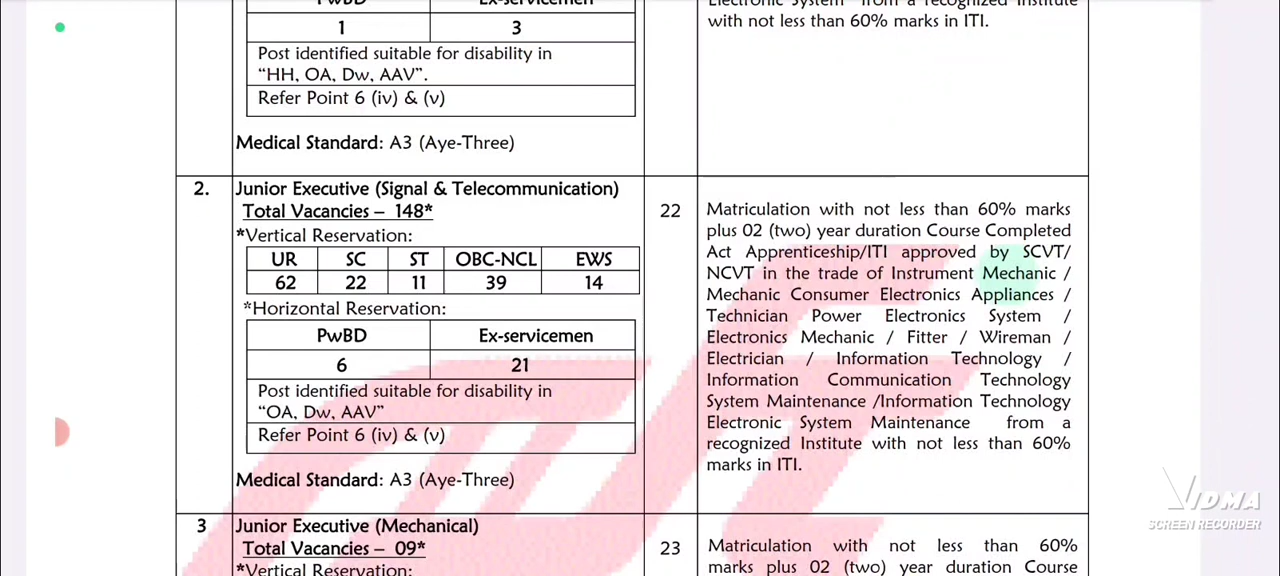 PwBD Ex-servicemen
Electronic System from a recognized Institute
1 3
with not less than 60% marks in ITI.
Post identified suitable for disability in
“HH, OA, Dw, AAV”.
Refer Point 6 (iv) & (v)
Medical Standard: A3 (Aye-Three)
2. Junior Executive (Signal & Telecommunication)
Total Vacancies – 148*
*Vertical Reservation:
UR SC ST OBC-NCL EWS
62 22 11 39 14
*Horizontal Reservation:
PwBD Ex-servicemen
6 21
Post identified suitable for disability in
“OA, Dw, AAV”
Refer Point 6 (iv) & (v)
Medical Standard: A3 (Aye-Three)
22
Matriculation with not less than 60% marks
plus 02 (two) year duration Course Completed
Act Apprenticeship/ITI approved by SCVT/
NCVT in the trade of Instrument Mechanic /
Mechanic Consumer Electronics Appliances /
Technician Power Electronics System /
Electronics Mechanic / Fitter / Wireman /
Electrician / Information Technology /
Information Communication Technology
System Maintenance /Information Technology
Electronic System Maintenance from a
recognized Institute with not less than 60%
marks in ITI.
3 Junior Executive (Mechanical)
Total Vacancies – 09*
*Vertical Reservation:
23
Matriculation with not less than 60%
marks plus 02 (two) year duration Course
VIDMA
SCREEN RECORDER